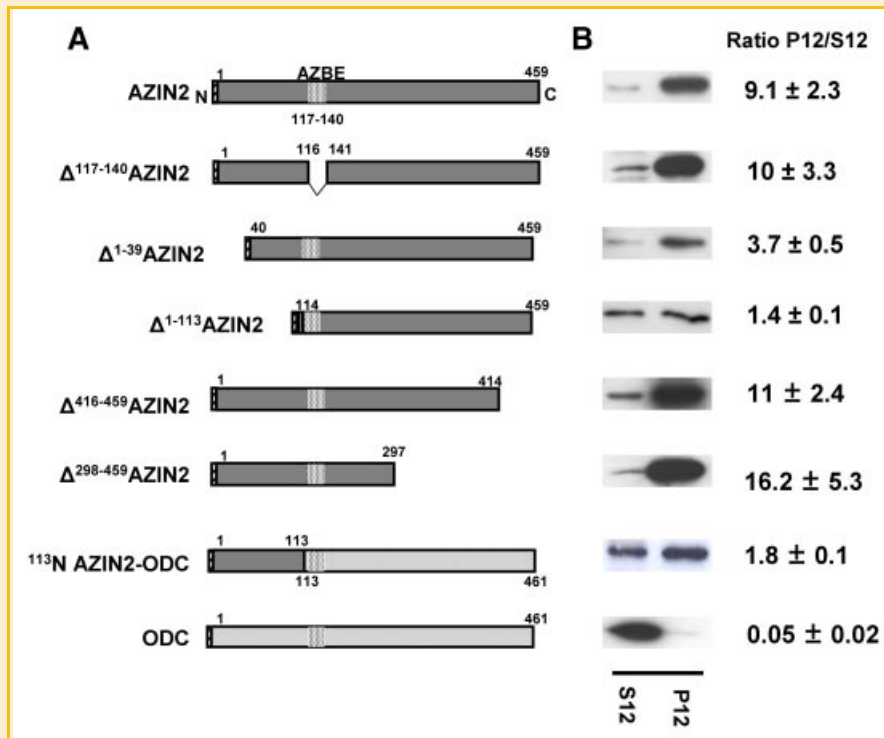 A
B
Ratio P12/S12
1
AZBE
459
AZIN2 N
C
117-140
9.1 ± 2.3
1
116
141
459
Δ117-140AZIN2
10 ± 3.3
40
459
Δ1-39AZIN2
3.7 ± 0.5
114
459
Δ1-113AZIN2
1.4 ± 0.1
1
414
Δ416-459AZIN2
11 ± 2.4
1
297
Δ298-459AZIN2
16.2 ± 5.3
1
113
113N AZIN2-ODC
113
461
1.8 ± 0.1
1
461
ODC
0.05 ± 0.02
S12
P12